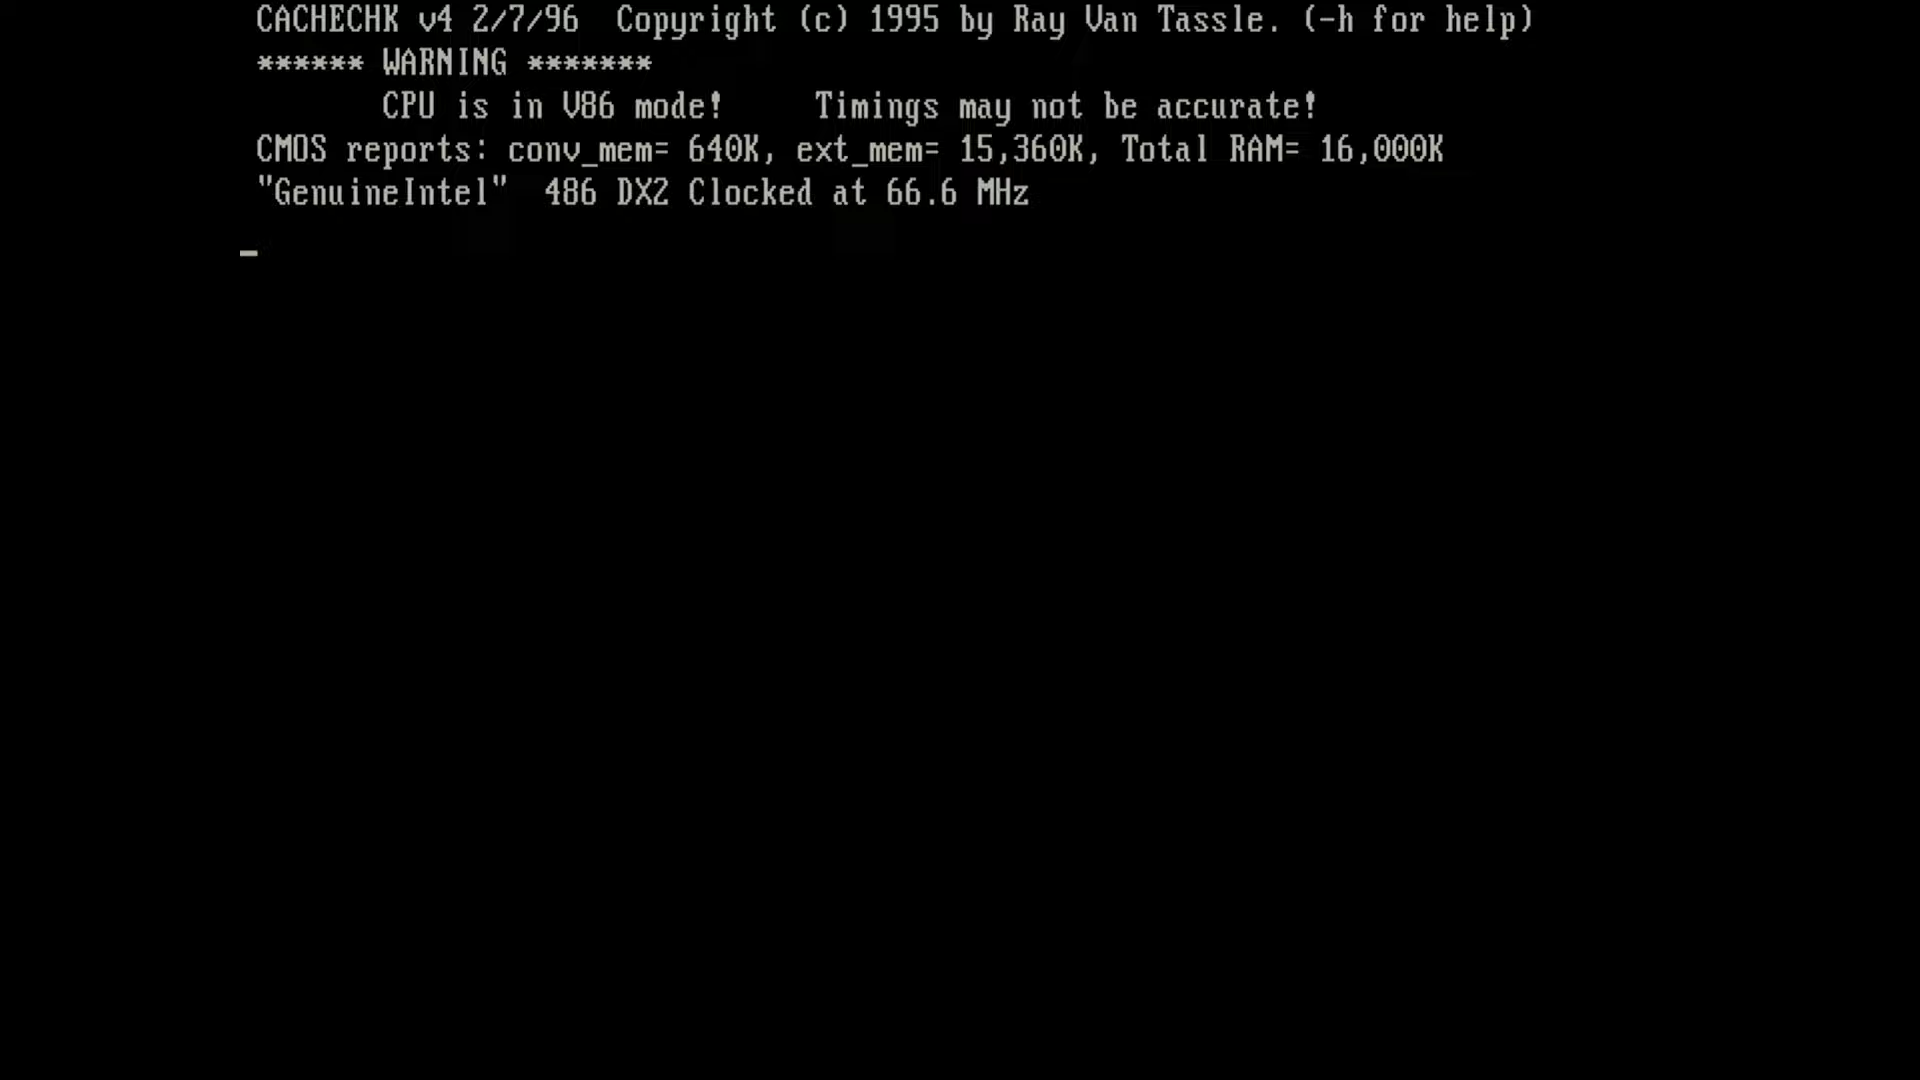 CACHECHK v4 2/7/96  Copyright (c) 1995 by Ray Van Tassle. (-h for help)
****** WARNING *******
CPU is in V86 mode!     Timings may not be accurate!
CMOS reports: conv_mem= 640K, ext_mem= 15,360K, Total RAM= 16,000K
"GenuineIntel"  486 DX2 Clocked at 66.6 MHz